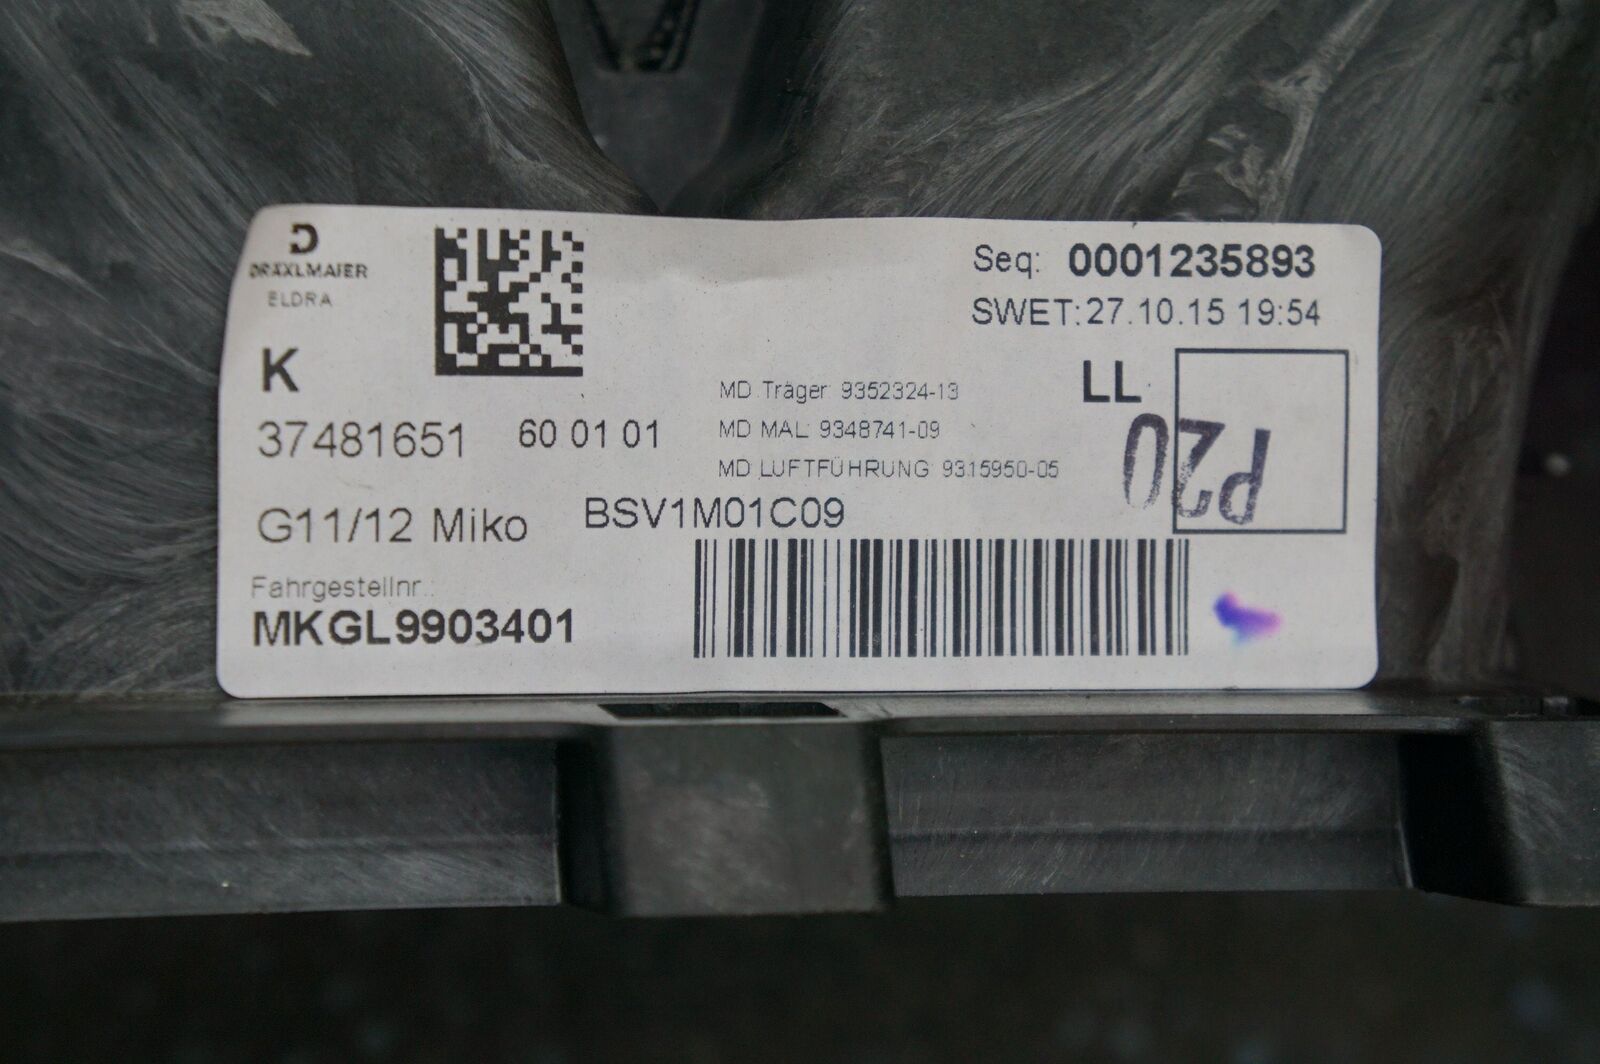 DRÄXLMAIER
ELDRA
Seq: 0001235893
SWET: 27.10.15 19:54
K
LL
P20
MD Träger: 9352324-13
MD MAL: 9348741-09
MD LUFTFÜHRUNG: 9315950-05
37481651 60 01 01
G11/12 Miko
BSV1M01C09
Fahrgestellnr.:
MKGL9903401